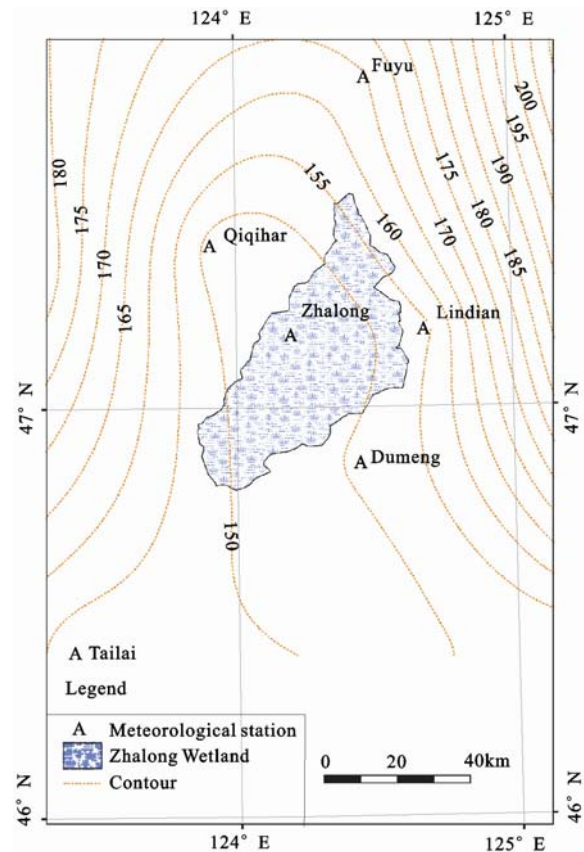 124° E
125° E
Fuyu
200
195
190
185
180
175
170
160
155
180
175
170
165
Qiqihar
Zhalong
Lindian
47° N
47° N
Dumeng
150
Tailai
Legend
A Meteorological station
Zhalong Wetland
Contour
0 20 40km
46° N
46° N
124° E
125° E